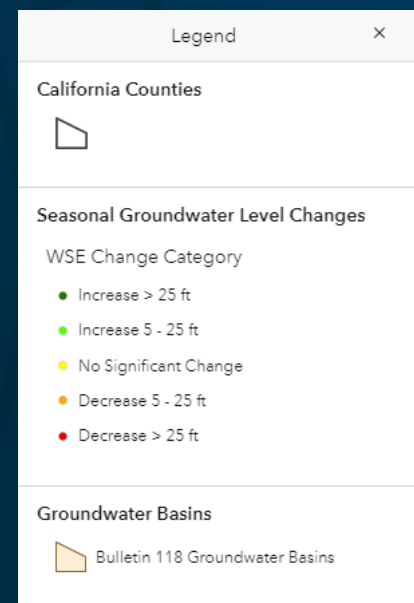 Legend
California Counties
Seasonal Groundwater Level Changes
WSE Change Category
Increase > 25 ft
Increase 5 - 25 ft
No Significant Change
Decrease 5 - 25 ft
Decrease > 25 ft
Groundwater Basins
Bulletin 118 Groundwater Basins